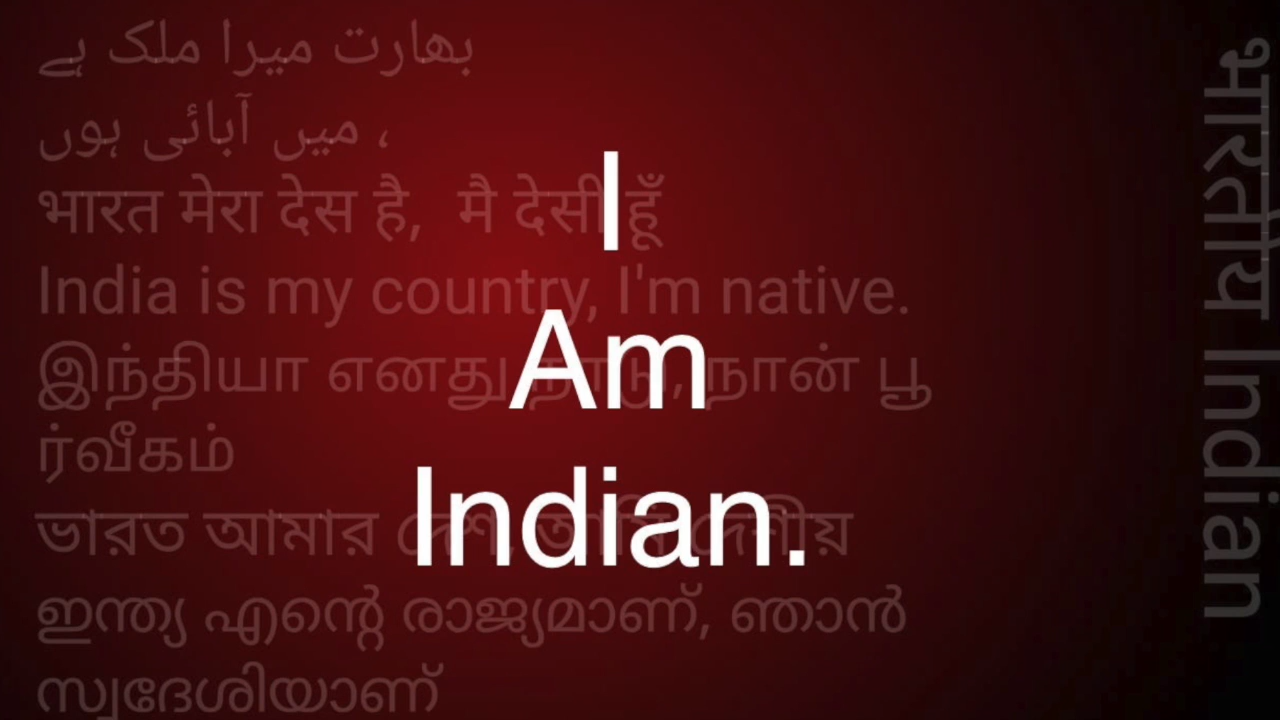 بھارت میرا ملک ہے
، میں آبائی ہوں
भारत मेरा देस है, मै देसी हूँ
India is my country, I'm native.
இந்தியா எனது நாடு, நான் பூ
ர்வீகம்
ভারত আমার দেশ, আমি দেশীয়
ഇന്ത്യ എന്റെ രാജ്യമാണ്, ഞാൻ
സ്വദേശിയാണ്
I
Am
Indian.
भारतीय Indian